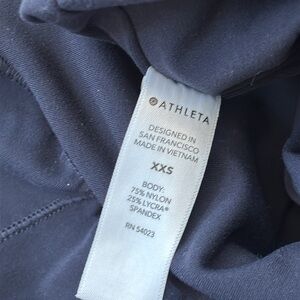 ATHLETA
DESIGNED IN
SAN FRANCISCO
MADE IN VIETNAM
XXS
BODY:
75% NYLON
25% LYCRA®
SPANDEX
RN 54023